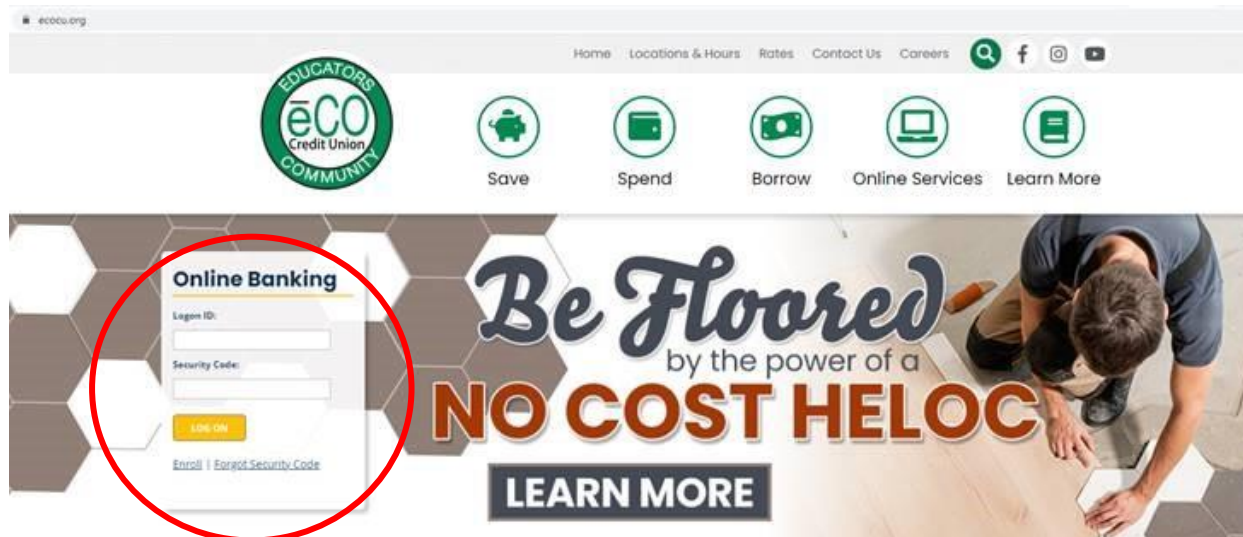 ecocu.org
Home Locations & Hours Rates Contact Us Careers
EDUCATORS
ēCO
Credit Union
COMMUNITY
Save Spend Borrow Online Services Learn More
Online Banking
Logon ID:
Security Code:
LOG ON
Enroll | Forgot Security Code
Be Floored
by the power of a
NO COST HELOC
LEARN MORE